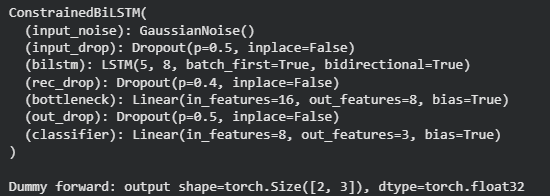 ConstrainedBiLSTM(
  (input_noise): GaussianNoise()
  (input_drop): Dropout(p=0.5, inplace=False)
  (bilstm): LSTM(5, 8, batch_first=True, bidirectional=True)
  (rec_drop): Dropout(p=0.4, inplace=False)
  (bottleneck): Linear(in_features=16, out_features=8, bias=True)
  (out_drop): Dropout(p=0.5, inplace=False)
  (classifier): Linear(in_features=8, out_features=3, bias=True)
)
Dummy forward: output shape=torch.Size([2, 3]), dtype=torch.float32